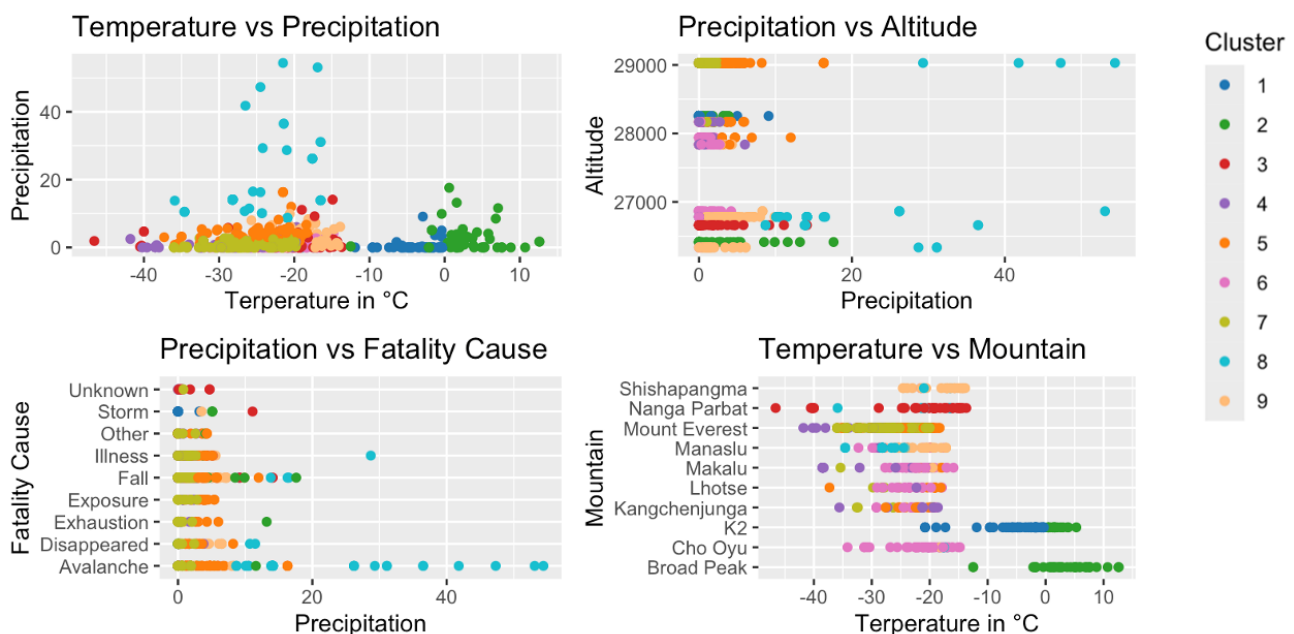 Temperature vs Precipitation
Precipitation
40
20
0
-40
-30
-20
-10
0
10
Terperature in °C
Precipitation vs Altitude
Altitude
29000
28000
27000
0
20
40
Precipitation
Cluster
1
2
3
4
5
6
7
8
9
Precipitation vs Fatality Cause
Fatality Cause
Unknown
Storm
Other
Illness
Fall
Exposure
Exhaustion
Disappeared
Avalanche
0
20
40
Precipitation
Temperature vs Mountain
Mountain
Shishapangma
Nanga Parbat
Mount Everest
Manaslu
Makalu
Lhotse
Kangchenjunga
K2
Cho Oyu
Broad Peak
-40
-30
-20
-10
0
10
Terperature in °C